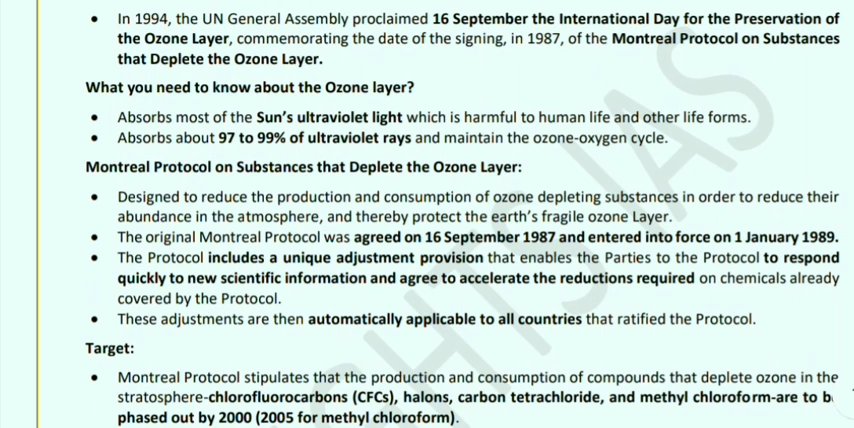 • In 1994, the UN General Assembly proclaimed 16 September the International Day for the Preservation of
the Ozone Layer, commemorating the date of the signing, in 1987, of the Montreal Protocol on Substances
that Deplete the Ozone Layer.
What you need to know about the Ozone layer?
• Absorbs most of the Sun’s ultraviolet light which is harmful to human life and other life forms.
• Absorbs about 97 to 99% of ultraviolet rays and maintain the ozone-oxygen cycle.
Montreal Protocol on Substances that Deplete the Ozone Layer:
• Designed to reduce the production and consumption of ozone depleting substances in order to reduce their
abundance in the atmosphere, and thereby protect the earth’s fragile ozone Layer.
• The original Montreal Protocol was agreed on 16 September 1987 and entered into force on 1 January 1989.
• The Protocol includes a unique adjustment provision that enables the Parties to the Protocol to respond
quickly to new scientific information and agree to accelerate the reductions required on chemicals already
covered by the Protocol.
• These adjustments are then automatically applicable to all countries that ratified the Protocol.
Target:
• Montreal Protocol stipulates that the production and consumption of compounds that deplete ozone in the
stratosphere-chlorofluorocarbons (CFCs), halons, carbon tetrachloride, and methyl chloroform-are to
phased out by 2000 (2005 for methyl chloroform).
GHTS IAS